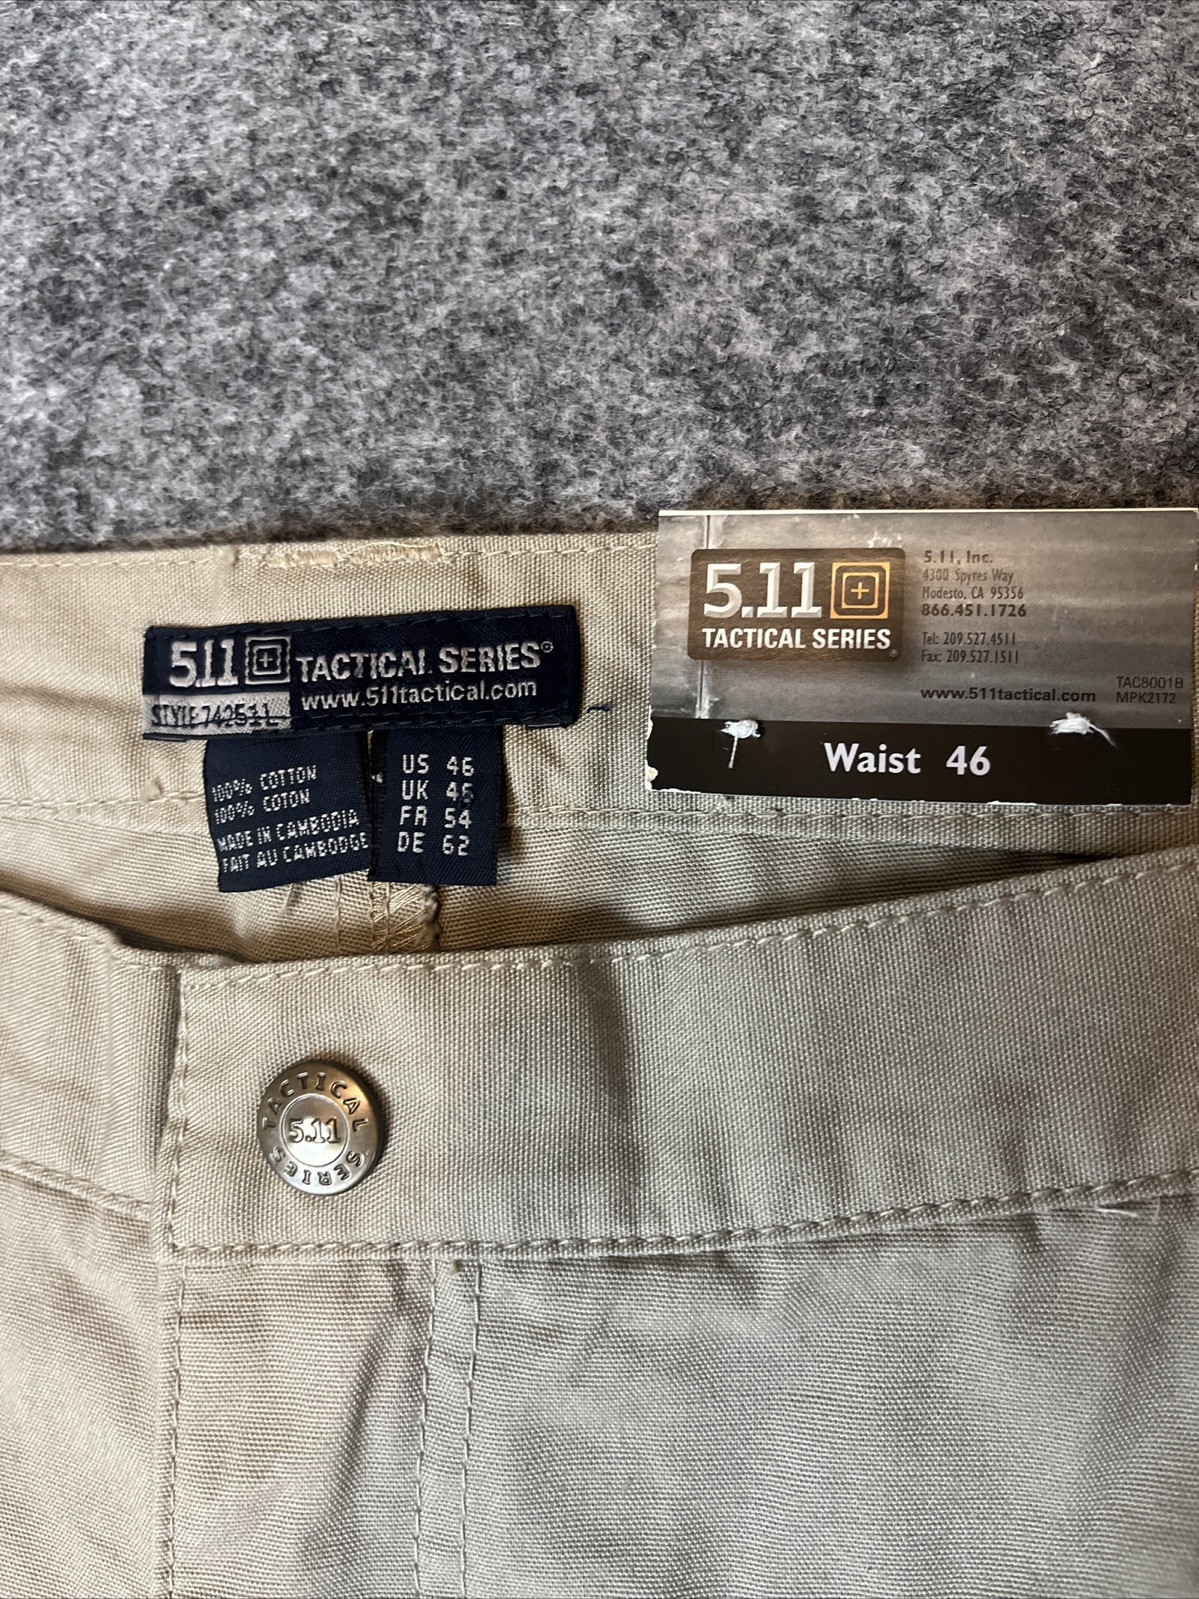 5.11 TACTICAL SERIES®
www.511tactical.com
STYLE 74251L
100% COTTON
100% COTON
MADE IN CAMBODIA
FAIT AU CAMBODGE
US 46
UK 46
FR 54
DE 62
5.11
TACTICAL SERIES®
5.11, Inc.
4300 Spyres Way
Modesto, CA 95356
866.451.1726
Tel: 209.527.4511
Fax: 209.527.1511
www.511tactical.com
TAC8001B
MPK2172
Waist 46
TACTICAL
5.11
SERIES